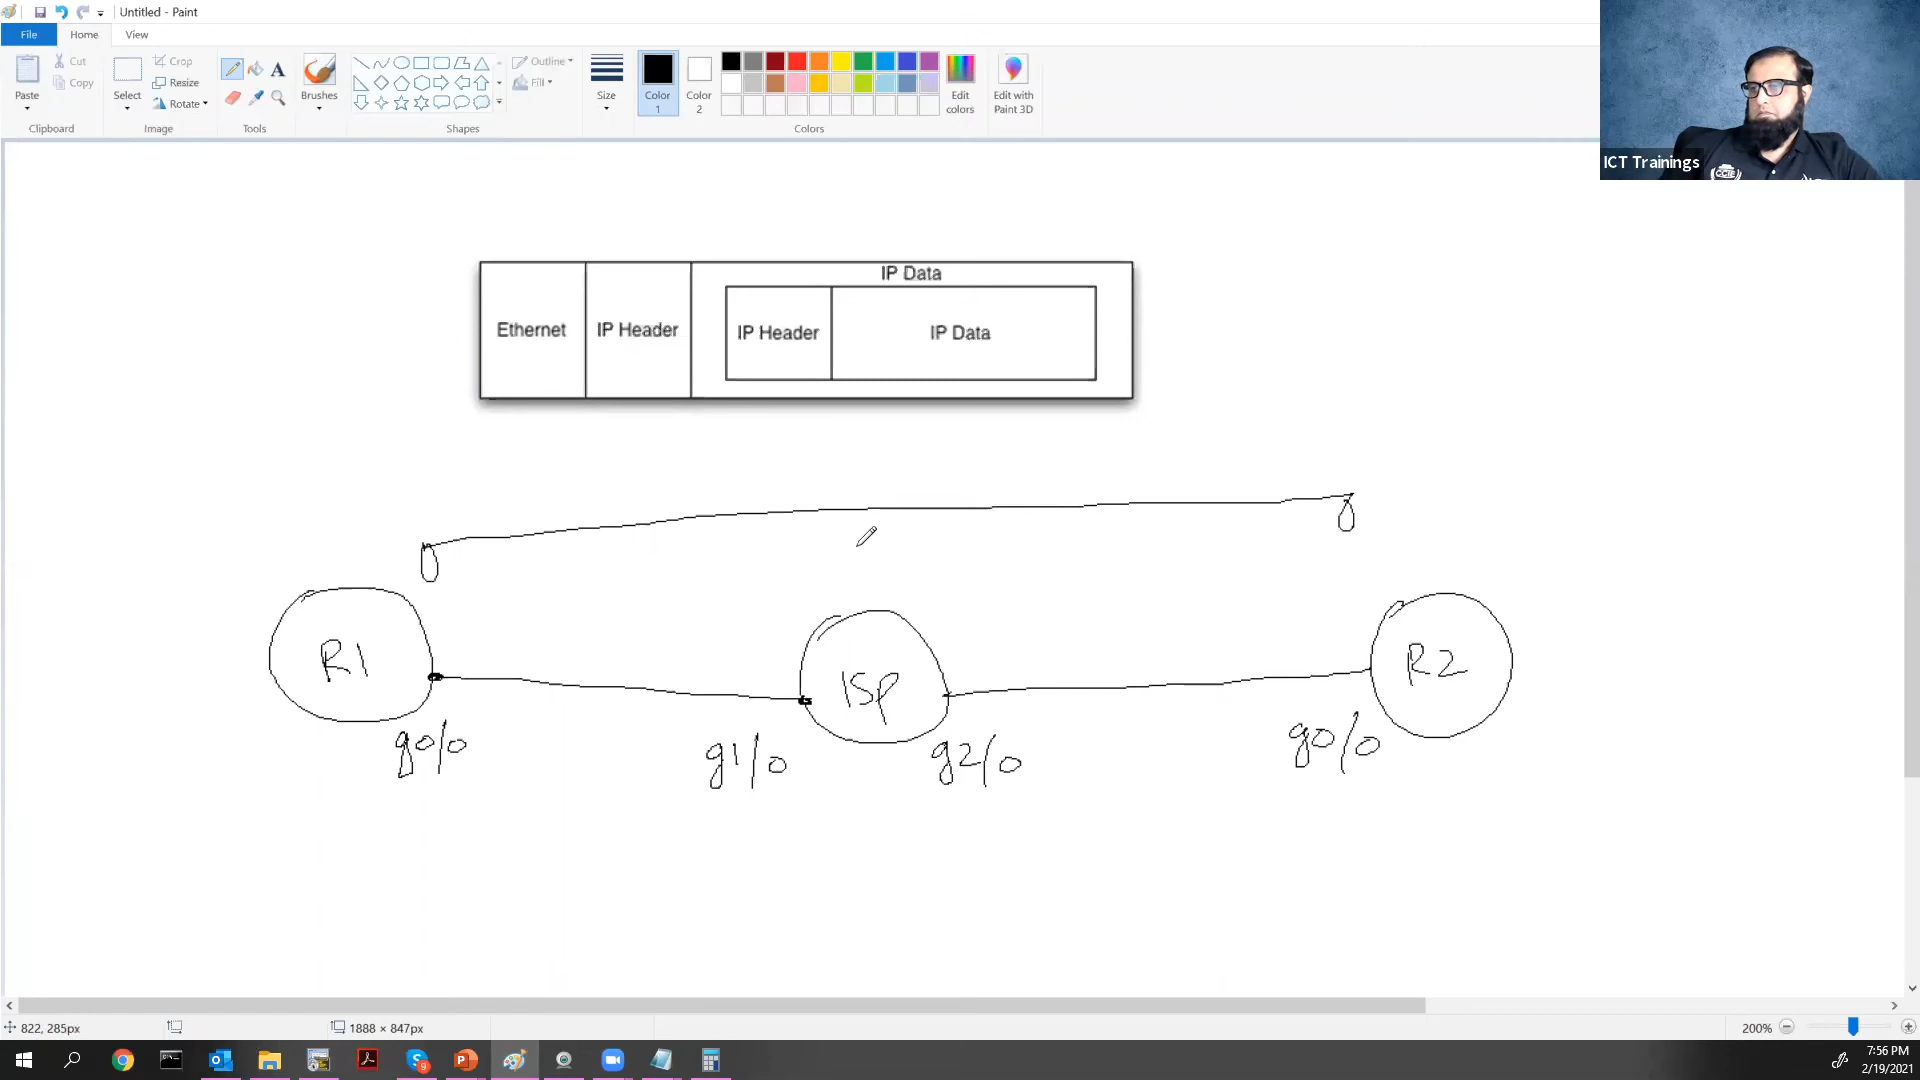 Untitled - Paint
File Home View
Paste
Cut
Copy
Clipboard
Select
Crop
Resize
Rotate
Image
Tools
Brushes
Shapes
Outline
Fill
Size
Color 1
Color 2
Colors
Edit colors
Edit with Paint 3D
ICT Trainings
CCIE
Ethernet
IP Header
IP Data
IP Header
IP Data
R1
ISP
R2
g0/0
g1/0
g2/0
g0/0
822, 285px
1888 × 847px
200%
9
7:56 PM
2/19/2021